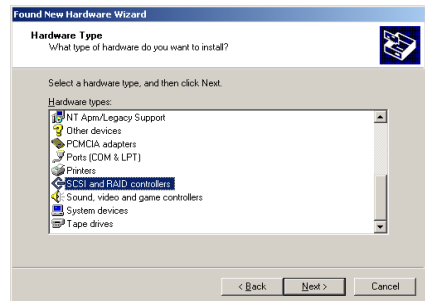 Found New Hardware Wizard
Hardware Type
What type of hardware do you want to install?
Select a hardware type, and then click Next.
Hardware types:
NT Apm/Legacy Support
Other devices
PCMCIA adapters
Ports (COM & LPT)
Printers
SCSI and RAID controllers
Sound, video and game controllers
System devices
Tape drives
< Back
Next >
Cancel